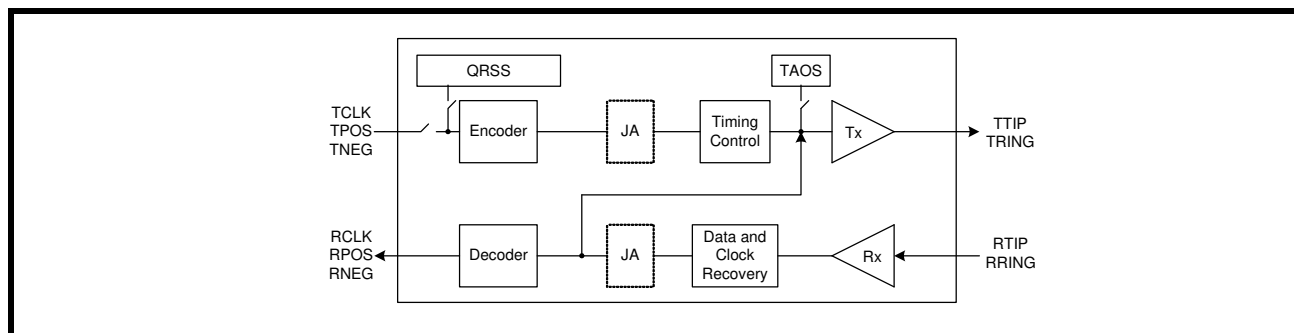 QRSS
TAOS
TCLK
TPOS
TNEG
Encoder
JA
Timing
Control
Tx
TTIP
TRING
RCLK
RPOS
RNEG
Decoder
JA
Data and
Clock
Recovery
Rx
RTIP
RRING